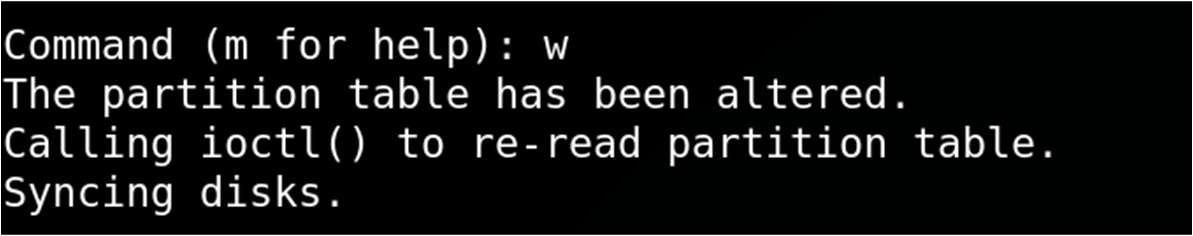 Command (m for help): w
The partition table has been altered.
Calling ioctl() to re-read partition table.
Syncing disks.